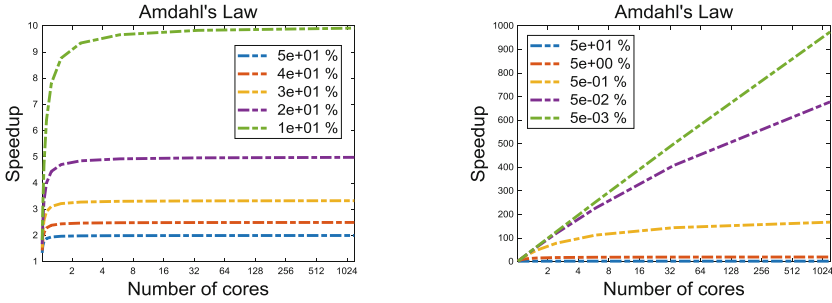 Amdahl's Law
10
9
8
7
6
5
4
3
2
1
Speedup
5e+01 %
4e+01 %
3e+01 %
2e+01 %
1e+01 %
2 4 8 16 32 64 128 256 512 1024
Number of cores
Amdahl's Law
1000
900
800
700
600
500
400
300
200
100
0
Speedup
5e+01 %
5e+00 %
5e-01 %
5e-02 %
5e-03 %
2 4 8 16 32 64 128 256 512 1024
Number of cores